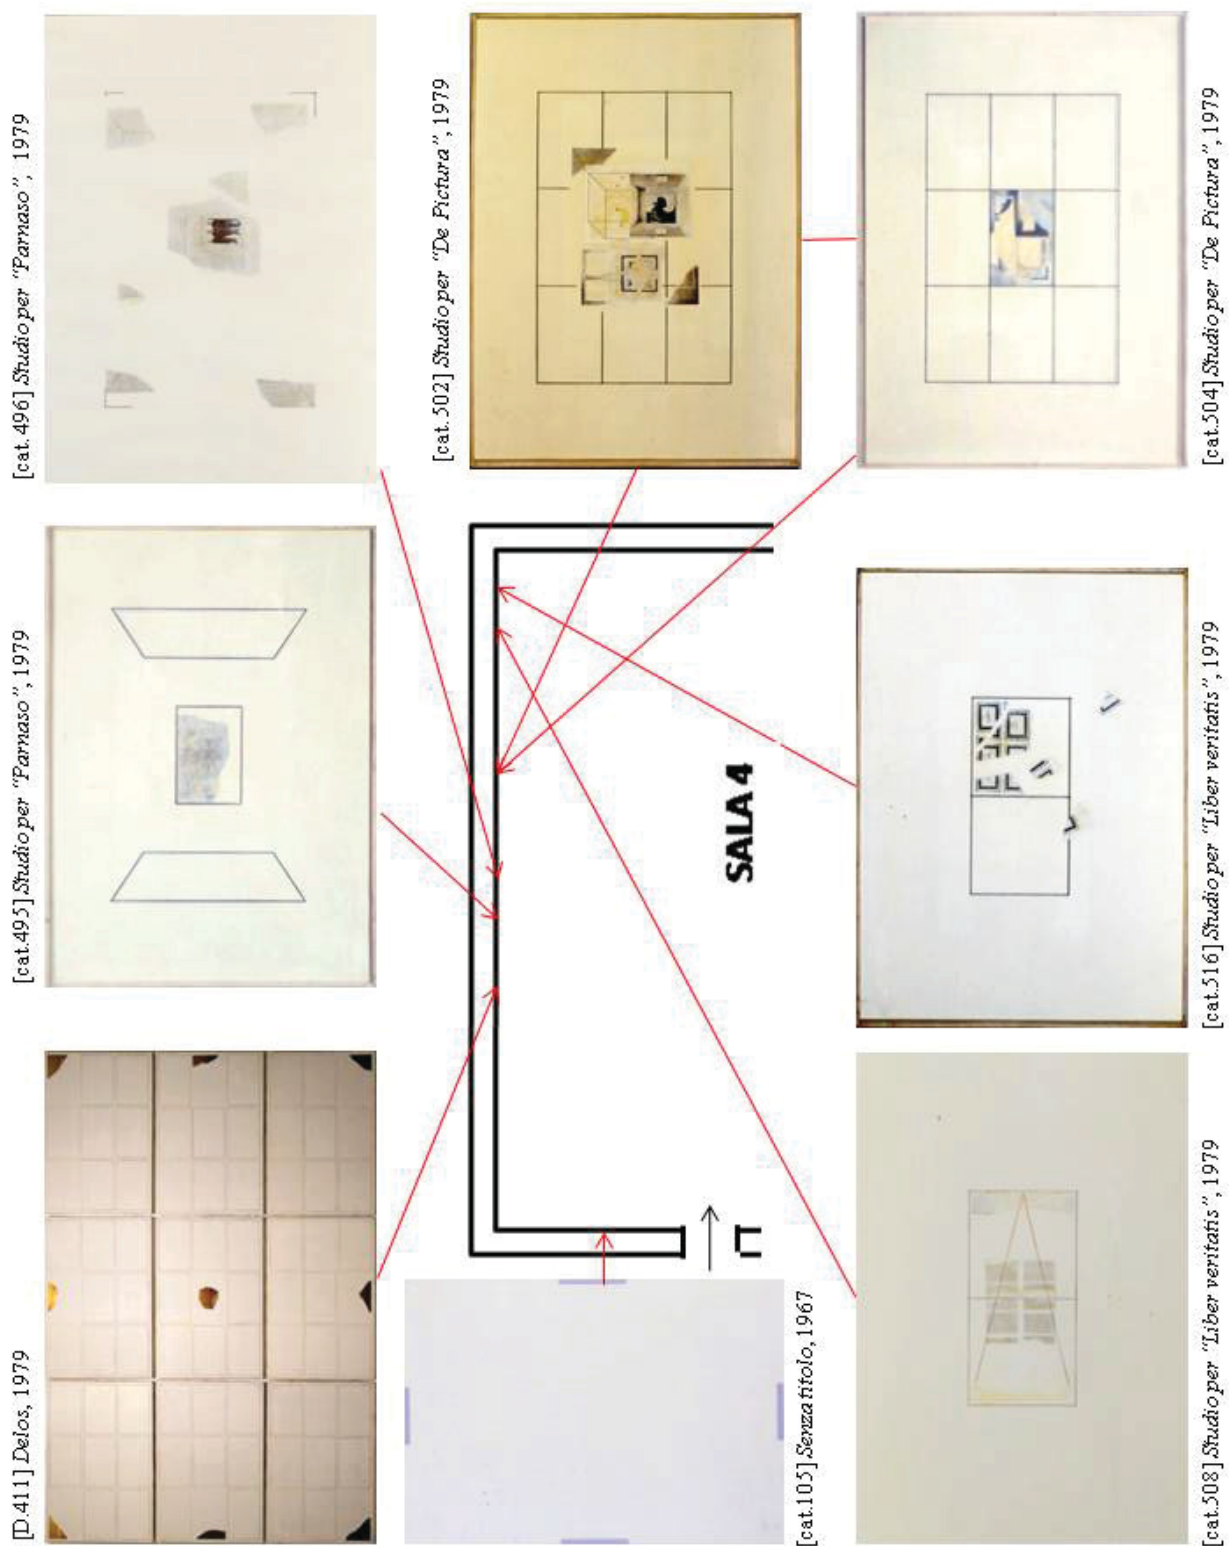 [D.411] Delos, 1979
[cat.495] Studio per “Parnaso”, 1979
[cat.496] Studio per “Parnaso”, 1979
[cat.105] Senza titolo, 1967
SALA 4
[cat.502] Studio per “De Pictura”, 1979
[cat.508] Studio per “Liber veritatis”, 1979
[cat.516] Studio per “Liber veritatis”, 1979
[cat.504] Studio per “De Pictura”, 1979